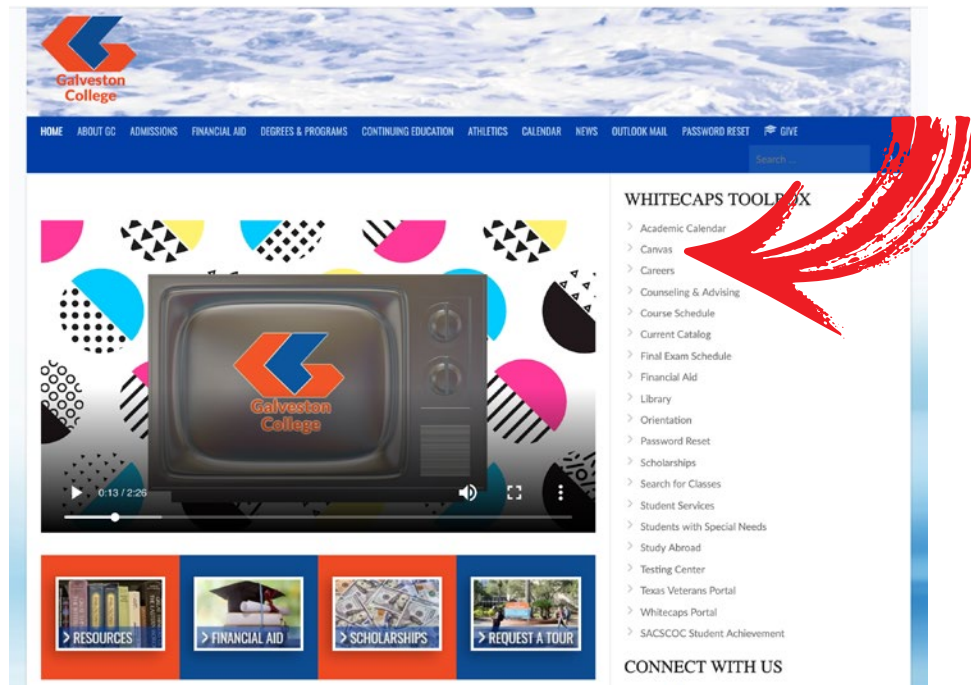 Galveston
College
HOME ABOUT GC ADMISSIONS FINANCIAL AID DEGREES & PROGRAMS CONTINUING EDUCATION ATHLETICS CALENDAR NEWS OUTLOOK MAIL PASSWORD RESET GIVE
Search ...
WHITECAPS TOOLBOX
Academic Calendar
Canvas
Careers
Counseling & Advising
Course Schedule
Current Catalog
Final Exam Schedule
Financial Aid
Library
Orientation
Password Reset
Scholarships
Search for Classes
Student Services
Students with Special Needs
Study Abroad
Testing Center
Texas Veterans Portal
Whitecaps Portal
SACSCOC Student Achievement
CONNECT WITH US
Galveston
College
0:13 / 2:26
> RESOURCES
> FINANCIAL AID
> SCHOLARSHIPS
> REQUEST A TOUR